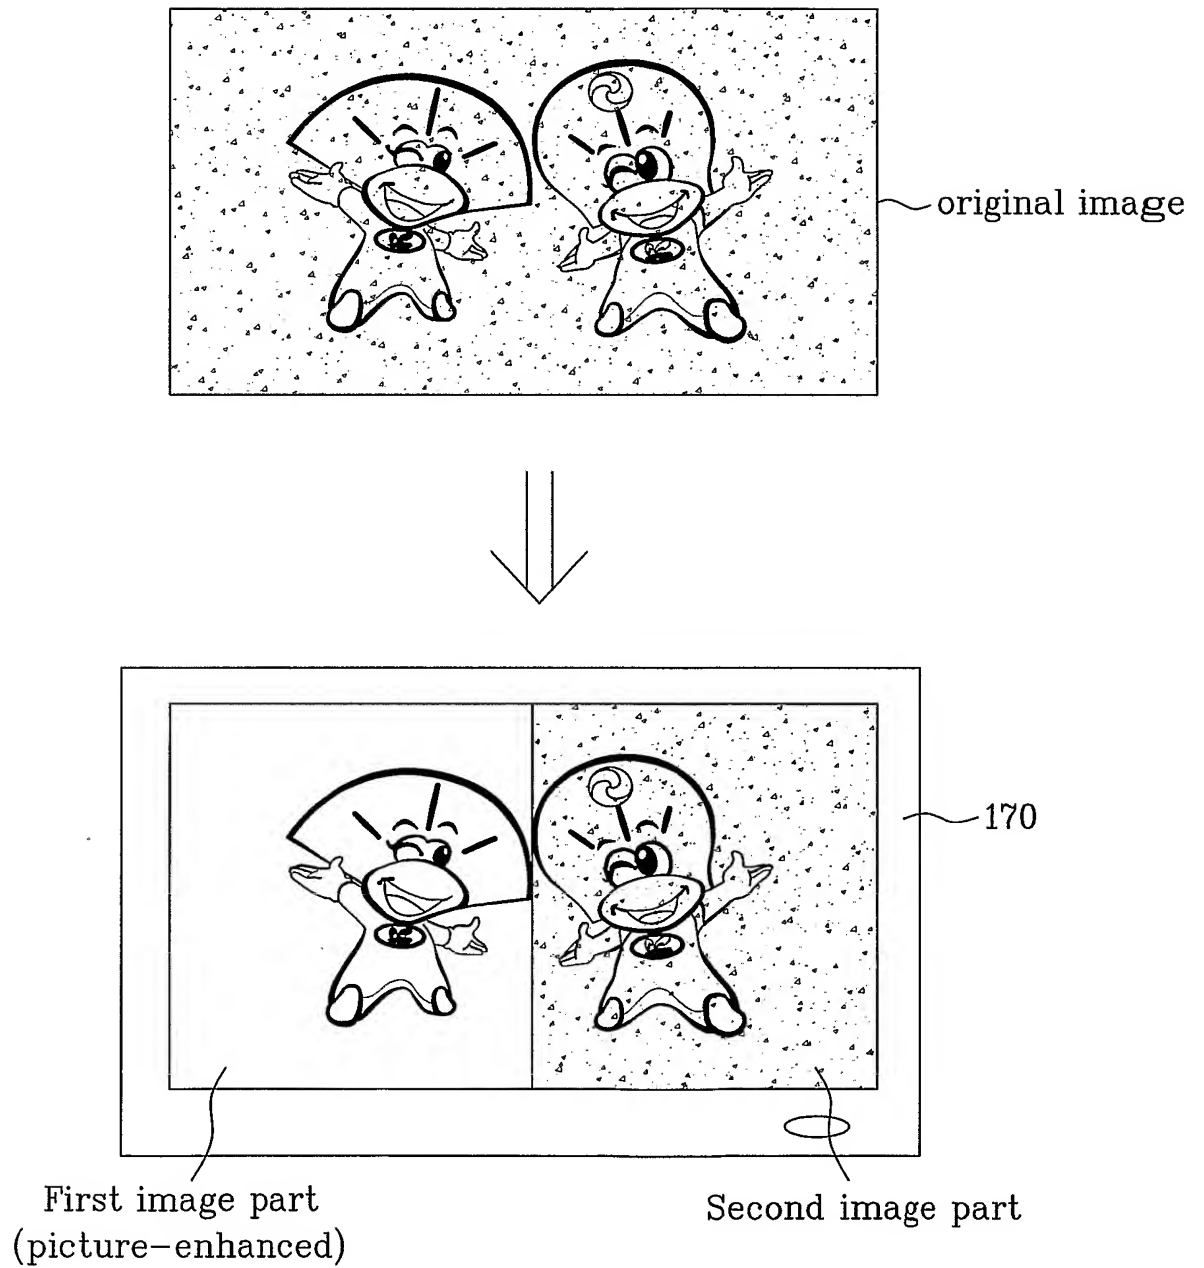 original image
170
First image part
(picture-enhanced)
Second image part